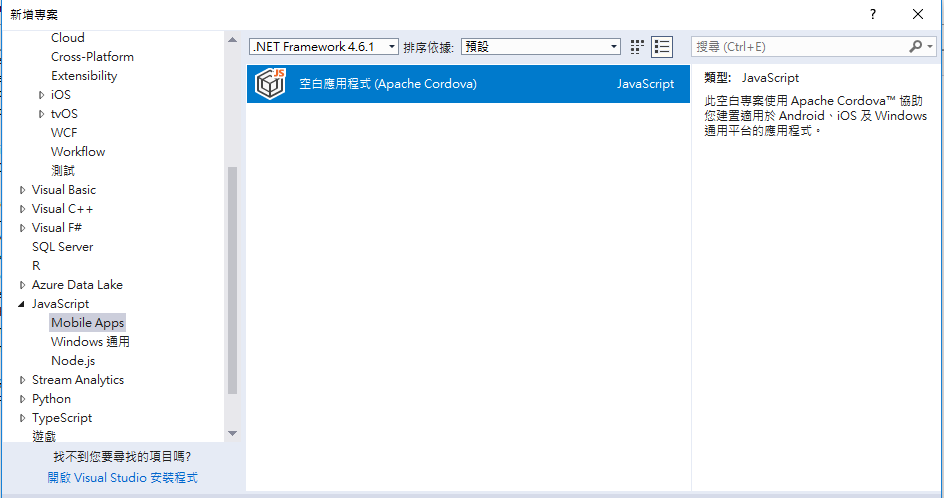 新增專案
?
Cloud
Cross-Platform
Extensibility
iOS
tvOS
WCF
Workflow
測試
Visual Basic
Visual C++
Visual F#
SQL Server
R
Azure Data Lake
JavaScript
Mobile Apps
Windows 通用
Node.js
Stream Analytics
Python
TypeScript
遊戲
找不到您要尋找的項目嗎?
開啟 Visual Studio 安裝程式
.NET Framework 4.6.1 排序依據: 預設
JS
空白應用程式 (Apache Cordova) JavaScript
搜尋 (Ctrl+E)
類型: JavaScript
此空白專案使用 Apache Cordova™ 協助
您建置適用於 Android、iOS 及 Windows
通用平台的應用程式。